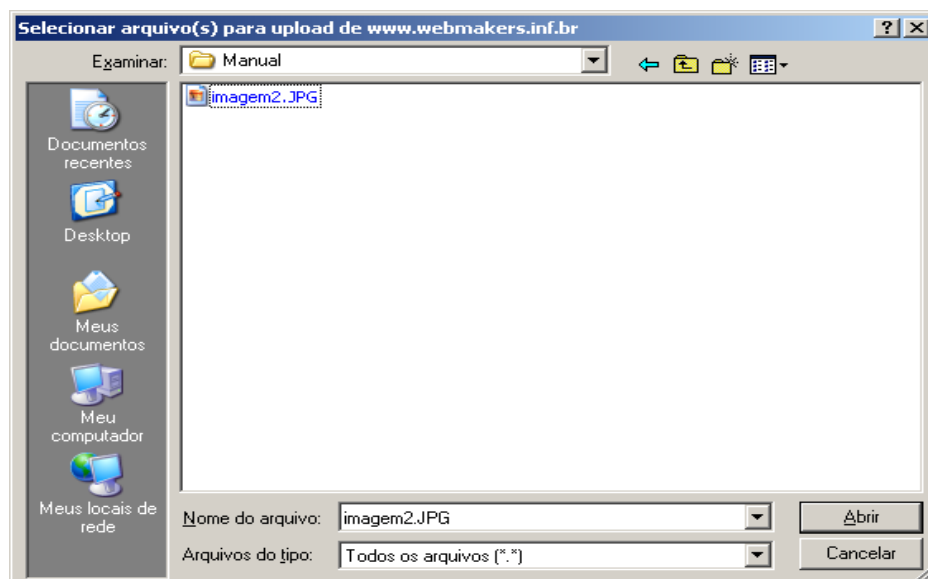 Selecionar arquivo(s) para upload de www.webmakers.inf.br
Examinar:
Manual
imagem2.JPG
Documentos
recentes
Desktop
Meus
documentos
Meu
computador
Meus locais de
rede
Nome do arquivo:
imagem2.JPG
Abrir
Arquivos do tipo:
Todos os arquivos (*.*)
Cancelar